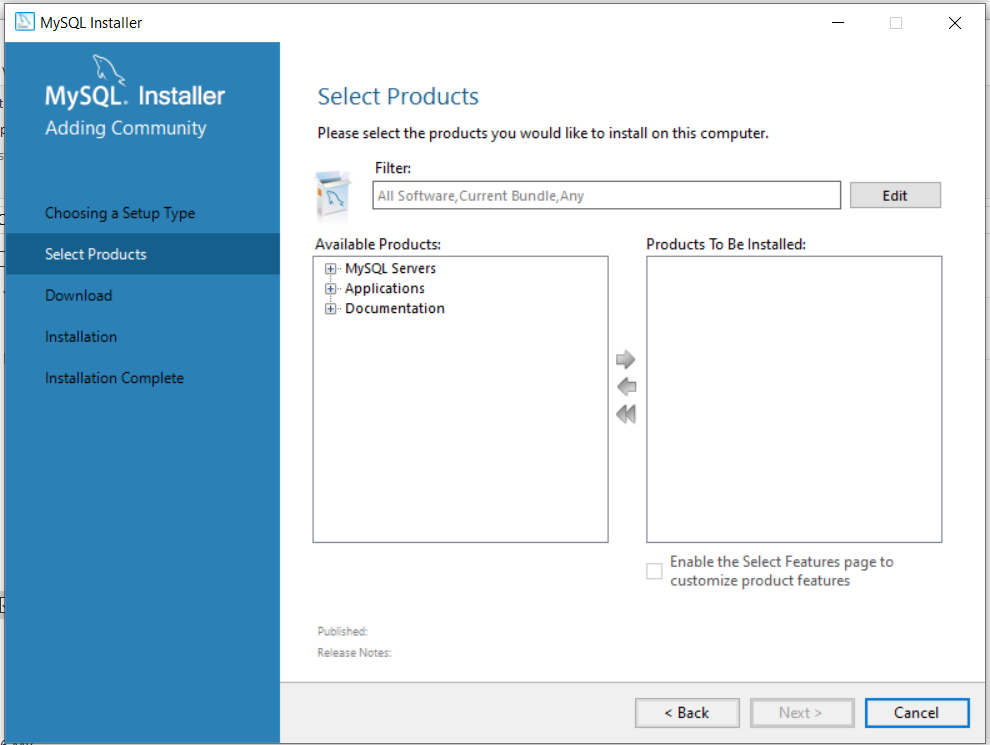 MySQL Installer
MySQL. Installer
Adding Community
Choosing a Setup Type
Select Products
Download
Installation
Installation Complete
Select Products
Please select the products you would like to install on this computer.
Filter:
All Software,Current Bundle,Any
Edit
Available Products:
MySQL Servers
Applications
Documentation
Products To Be Installed:
Enable the Select Features page to
customize product features
Published:
Release Notes:
< Back
Next >
Cancel